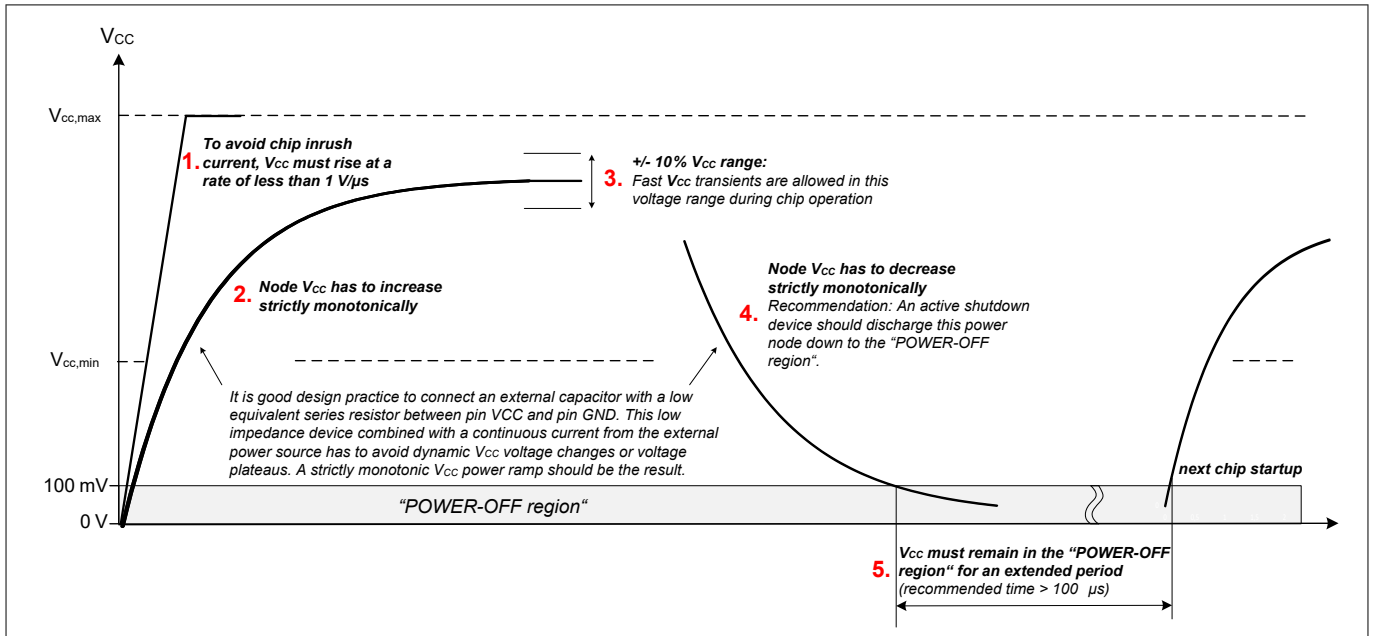 VCC
Vcc,max
1.
To avoid chip inrush
current, VCC must rise at a
rate of less than 1 V/µs
3.
+/- 10% VCC range:
Fast VCC transients are allowed in this
voltage range during chip operation
2.
Node VCC has to increase
strictly monotonically
4.
Node VCC has to decrease
strictly monotonically
Recommendation: An active shutdown
device should discharge this power
node down to the “POWER-OFF
region“.
Vcc,min
It is good design practice to connect an external capacitor with a low
equivalent series resistor between pin VCC and pin GND. This low
impedance device combined with a continuous current from the external
power source has to avoid dynamic VCC voltage changes or voltage
plateaus. A strictly monotonic VCC power ramp should be the result.
next chip startup
100 mV
“POWER-OFF region“
0 V
5.
VCC must remain in the “POWER-OFF
region“ for an extended period
(recommended time > 100 µs)